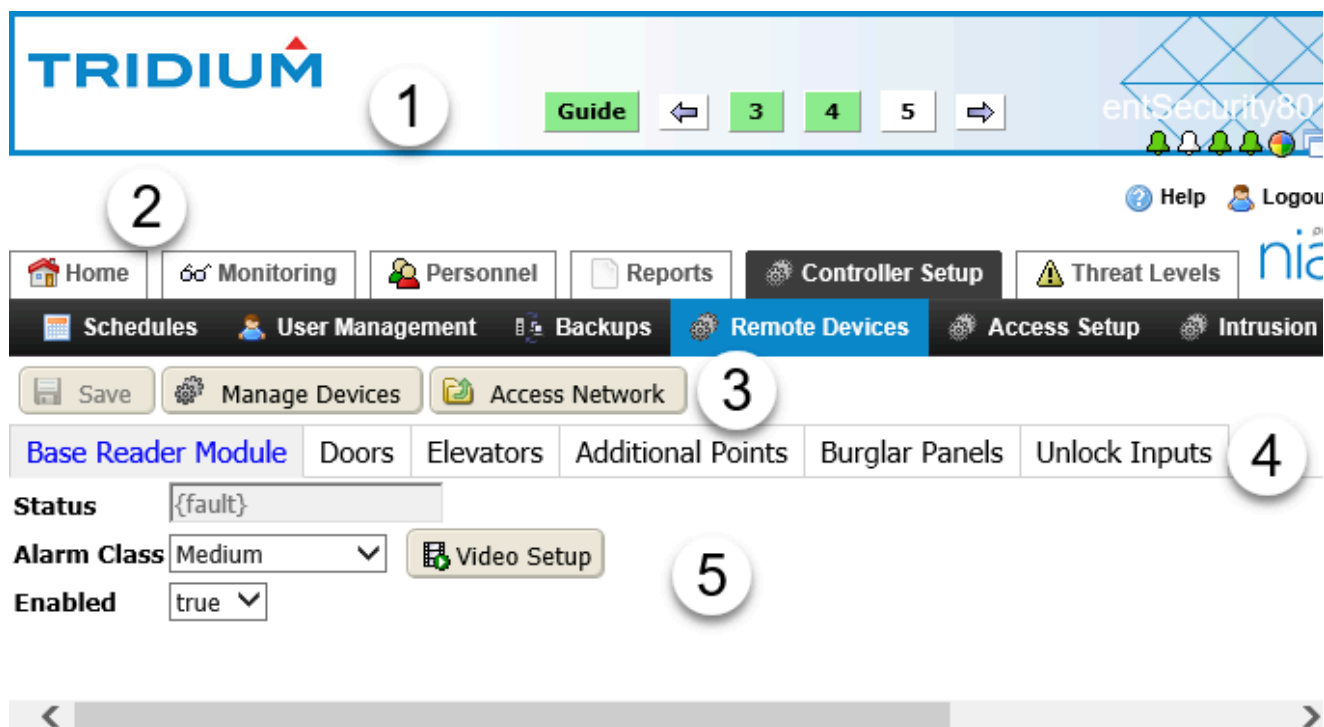 TRIDIUM
1
Guide 3 4 5
entSecurity801
2
Help Logou
Home Monitoring Personnel Reports Controller Setup Threat Levels
nia
Schedules User Management Backups Remote Devices Access Setup Intrusion
Save Manage Devices Access Network 3
Base Reader Module Doors Elevators Additional Points Burglar Panels Unlock Inputs 4
Status {fault}
Alarm Class Medium Video Setup 5
Enabled true